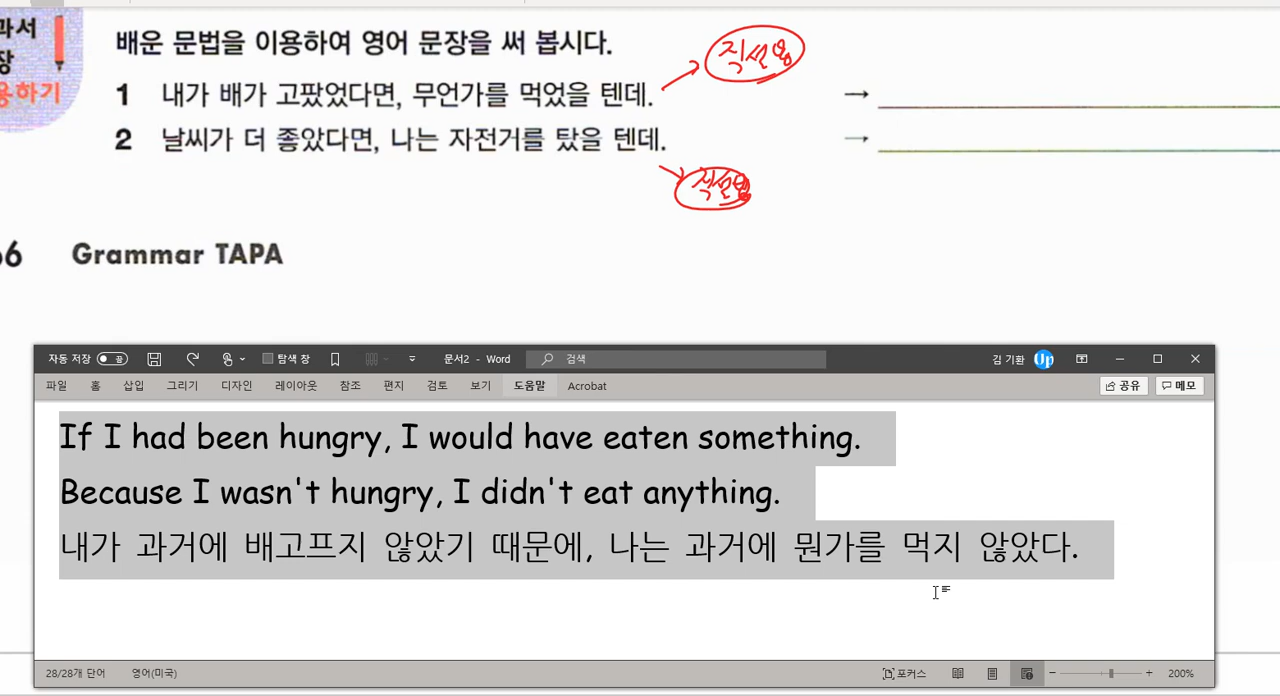 과서
장
용하기
배운 문법을 이용하여 영어 문장을 써 봅시다.
직설용
1 내가 배가 고팠었다면, 무언가를 먹었을 텐데. →
2 날씨가 더 좋았다면, 나는 자전거를 탔을 텐데. →
직설법
66 Grammar TAPA
자동 저장 끔 탐색 창 문서2 - Word 검색 김 기환 Up
파일 홈 삽입 그리기 디자인 레이아웃 참조 편지 검토 보기 도움말 Acrobat 공유 메모
If I had been hungry, I would have eaten something.
Because I wasn't hungry, I didn't eat anything.
내가 과거에 배고프지 않았기 때문에, 나는 과거에 뭔가를 먹지 않았다.
28/28개 단어 영어(미국) 포커스 200%